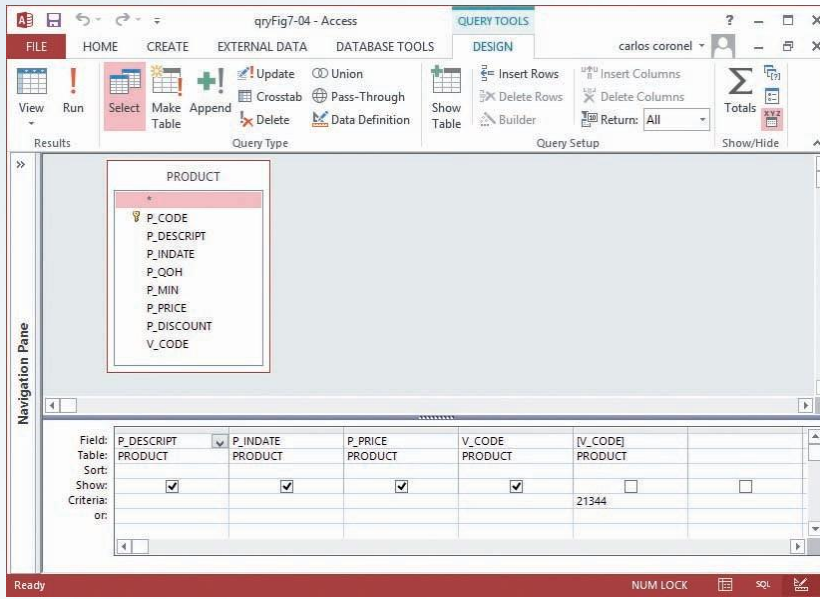 qryFig7-04 - Access
QUERY TOOLS
?
FILE
HOME
CREATE
EXTERNAL DATA
DATABASE TOOLS
DESIGN
carlos coronel
View
Run
Select
Make Table
Append
Update
Crosstab
Delete
Union
Pass-Through
Data Definition
Show Table
Insert Rows
Delete Rows
Builder
Insert Columns
Delete Columns
Return: All
Totals
Results
Query Type
Query Setup
Show/Hide
Navigation Pane
PRODUCT
*
P_CODE
P_DESCRIPT
P_INDATE
P_QOH
P_MIN
P_PRICE
P_DISCOUNT
V_CODE
Field: P_DESCRIPT P_INDATE P_PRICE V_CODE [V_CODE]
Table: PRODUCT PRODUCT PRODUCT PRODUCT PRODUCT
Sort:
Show:
Criteria: 21344
or:
Ready
NUM LOCK
SQL